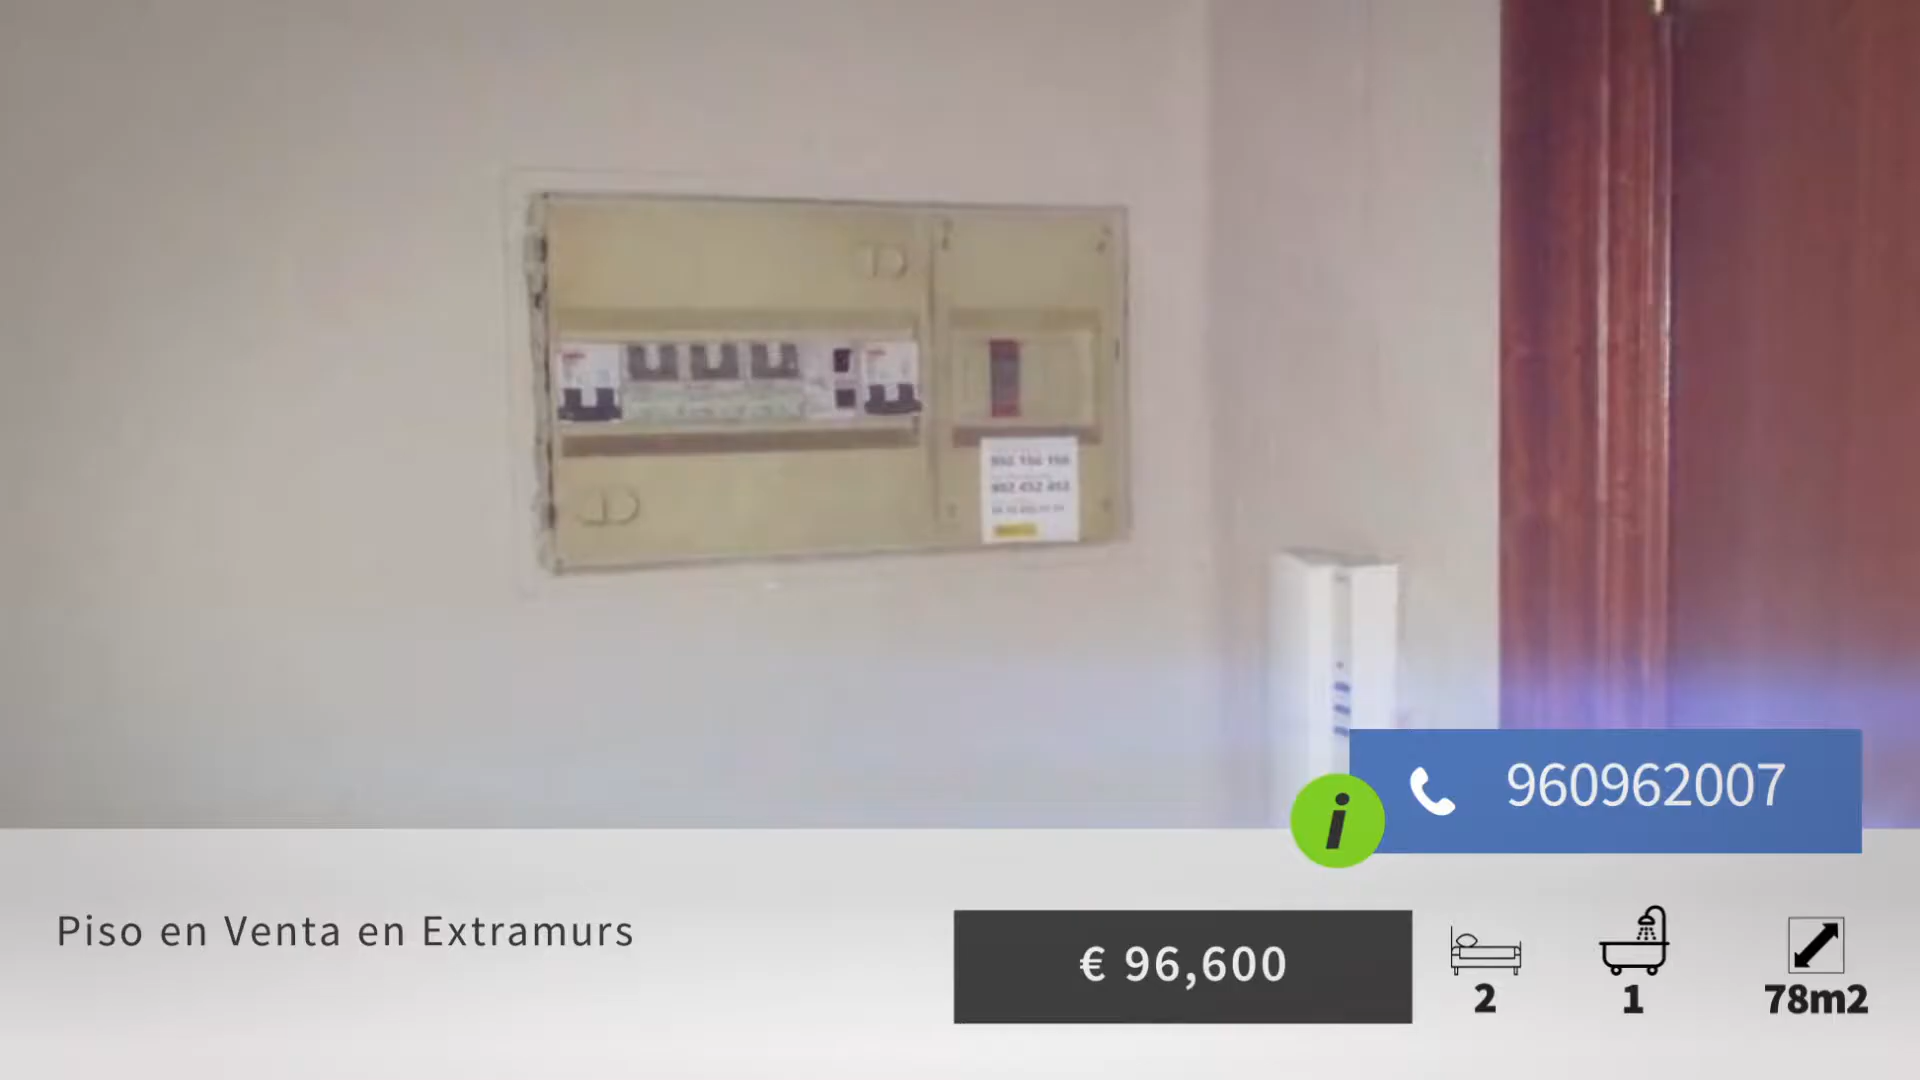 960962007
Piso en Venta en Extramurs
€ 96,600
2
1
78m2